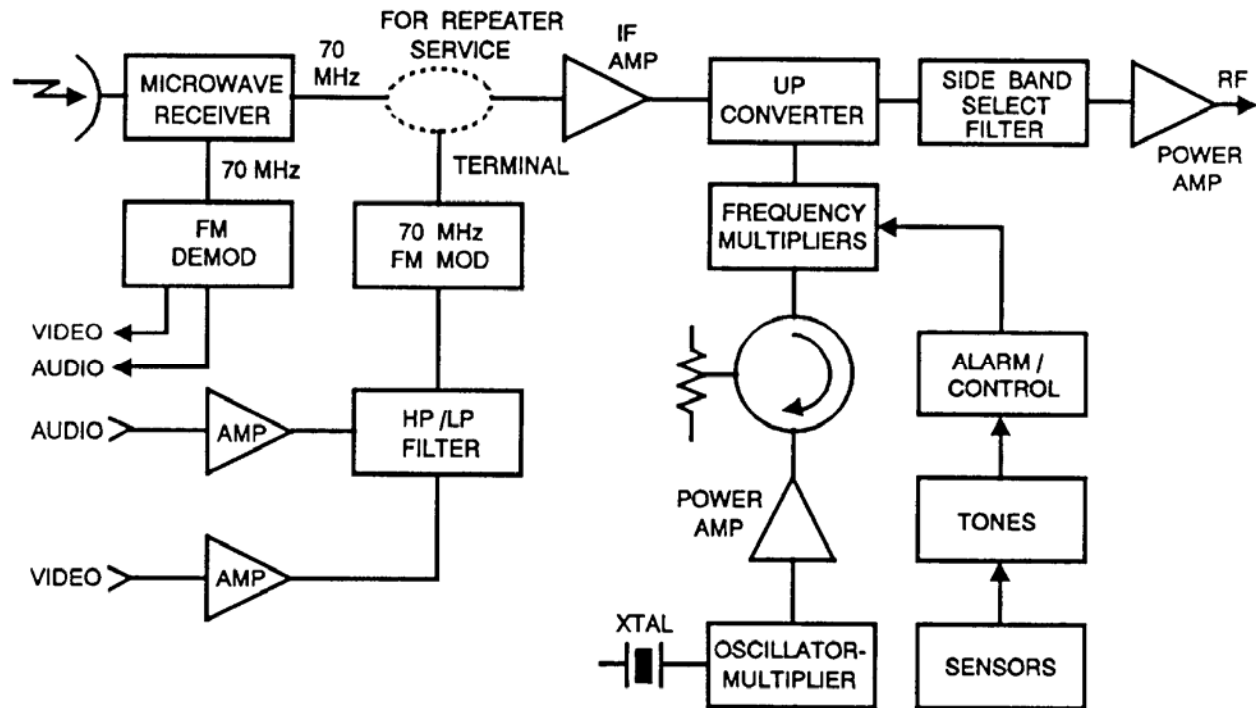 FOR REPEATER
SERVICE
70
MHz
IF
AMP
MICROWAVE
RECEIVER
UP
CONVERTER
SIDE BAND
SELECT
FILTER
RF
POWER
AMP
70 MHz
TERMINAL
FM
DEMOD
70 MHz
FM MOD
FREQUENCY
MULTIPLIERS
VIDEO
AUDIO
ALARM /
CONTROL
AUDIO
AMP
HP /LP
FILTER
POWER
AMP
TONES
VIDEO
AMP
XTAL
OSCILLATOR-
MULTIPLIER
SENSORS